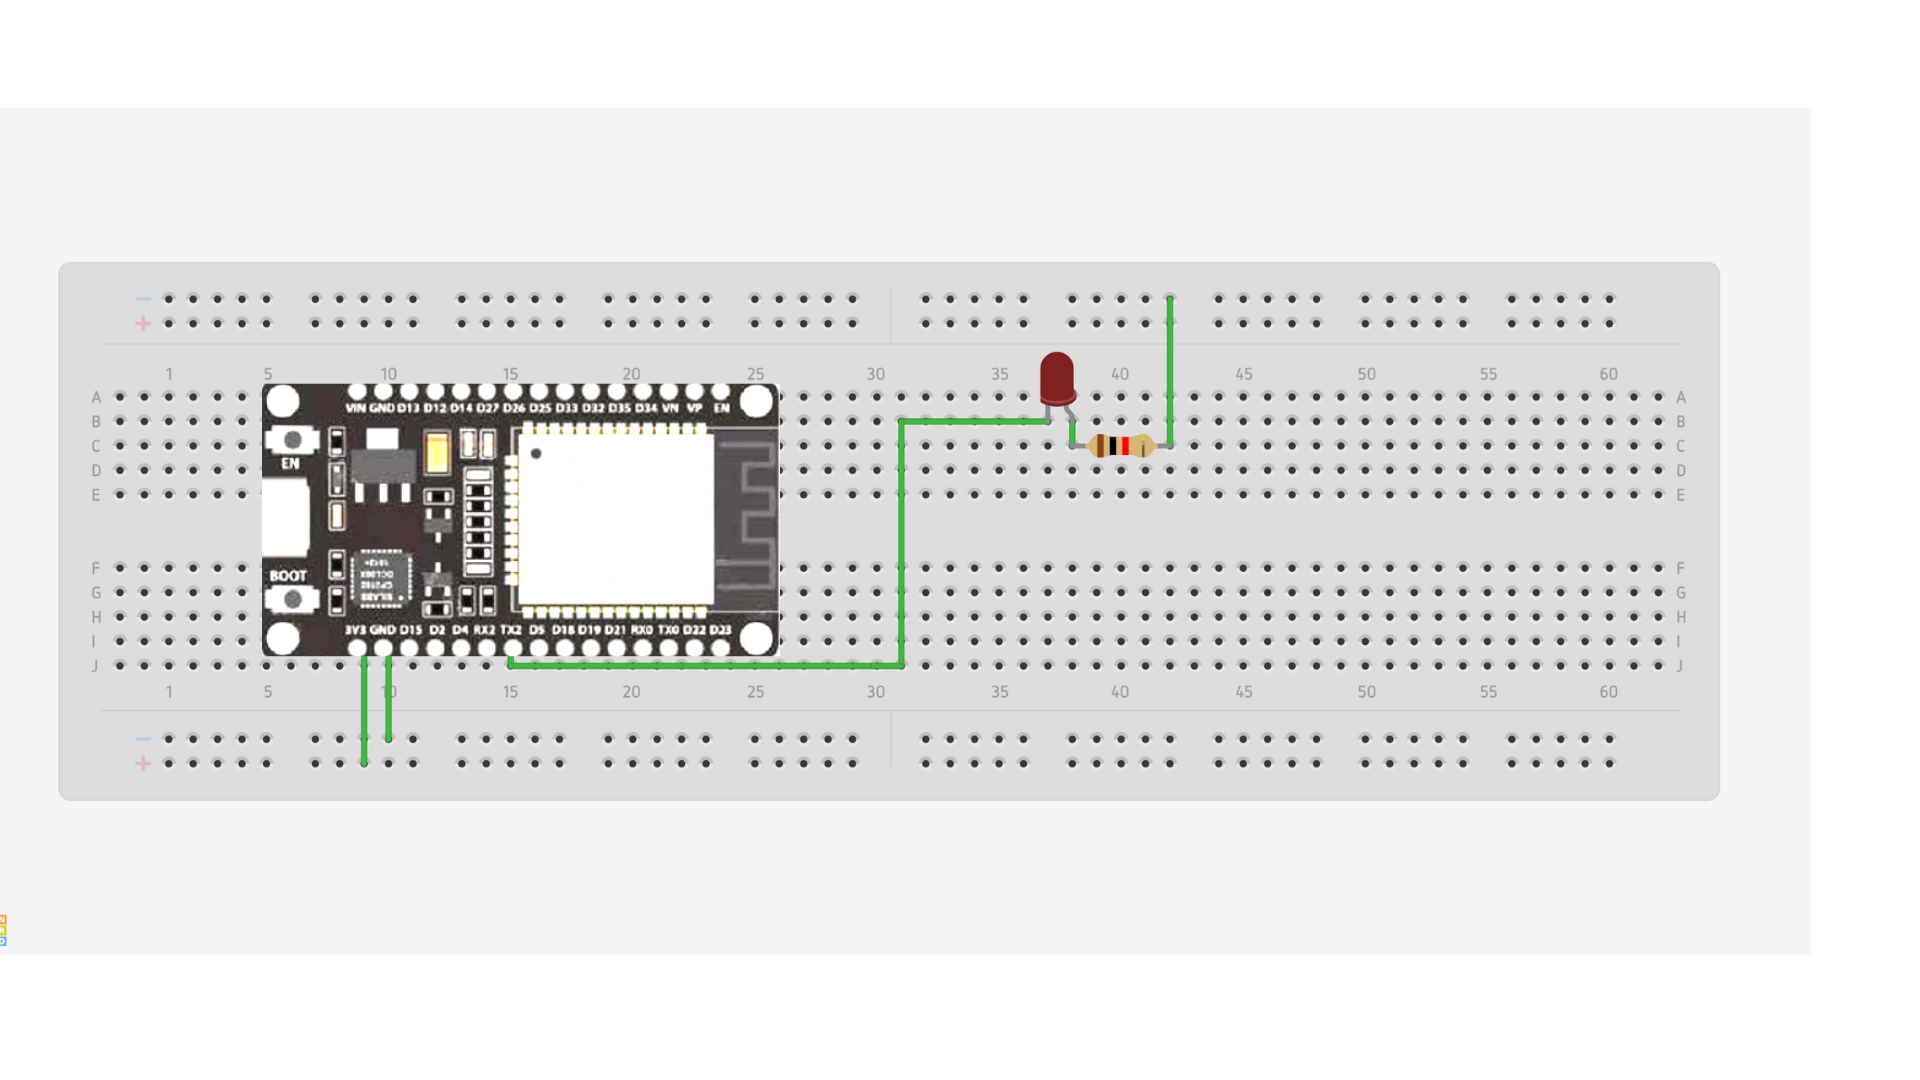 −
+
1 5 10 15 20 25 30 35 40 45 50 55 60
A A
VIN GND D13 D12 D14 D27 D26 D25 D33 D32 D35 D34 VN VP EN
B B
C C
EN
D D
E E
F F
BOOT
G G
H H
3V3 GND D15 D2 D4 RX2 TX2 D5 D18 D19 D21 RX0 TX0 D22 D23
I I
J J
1 5 10 15 20 25 30 35 40 45 50 55 60
−
+